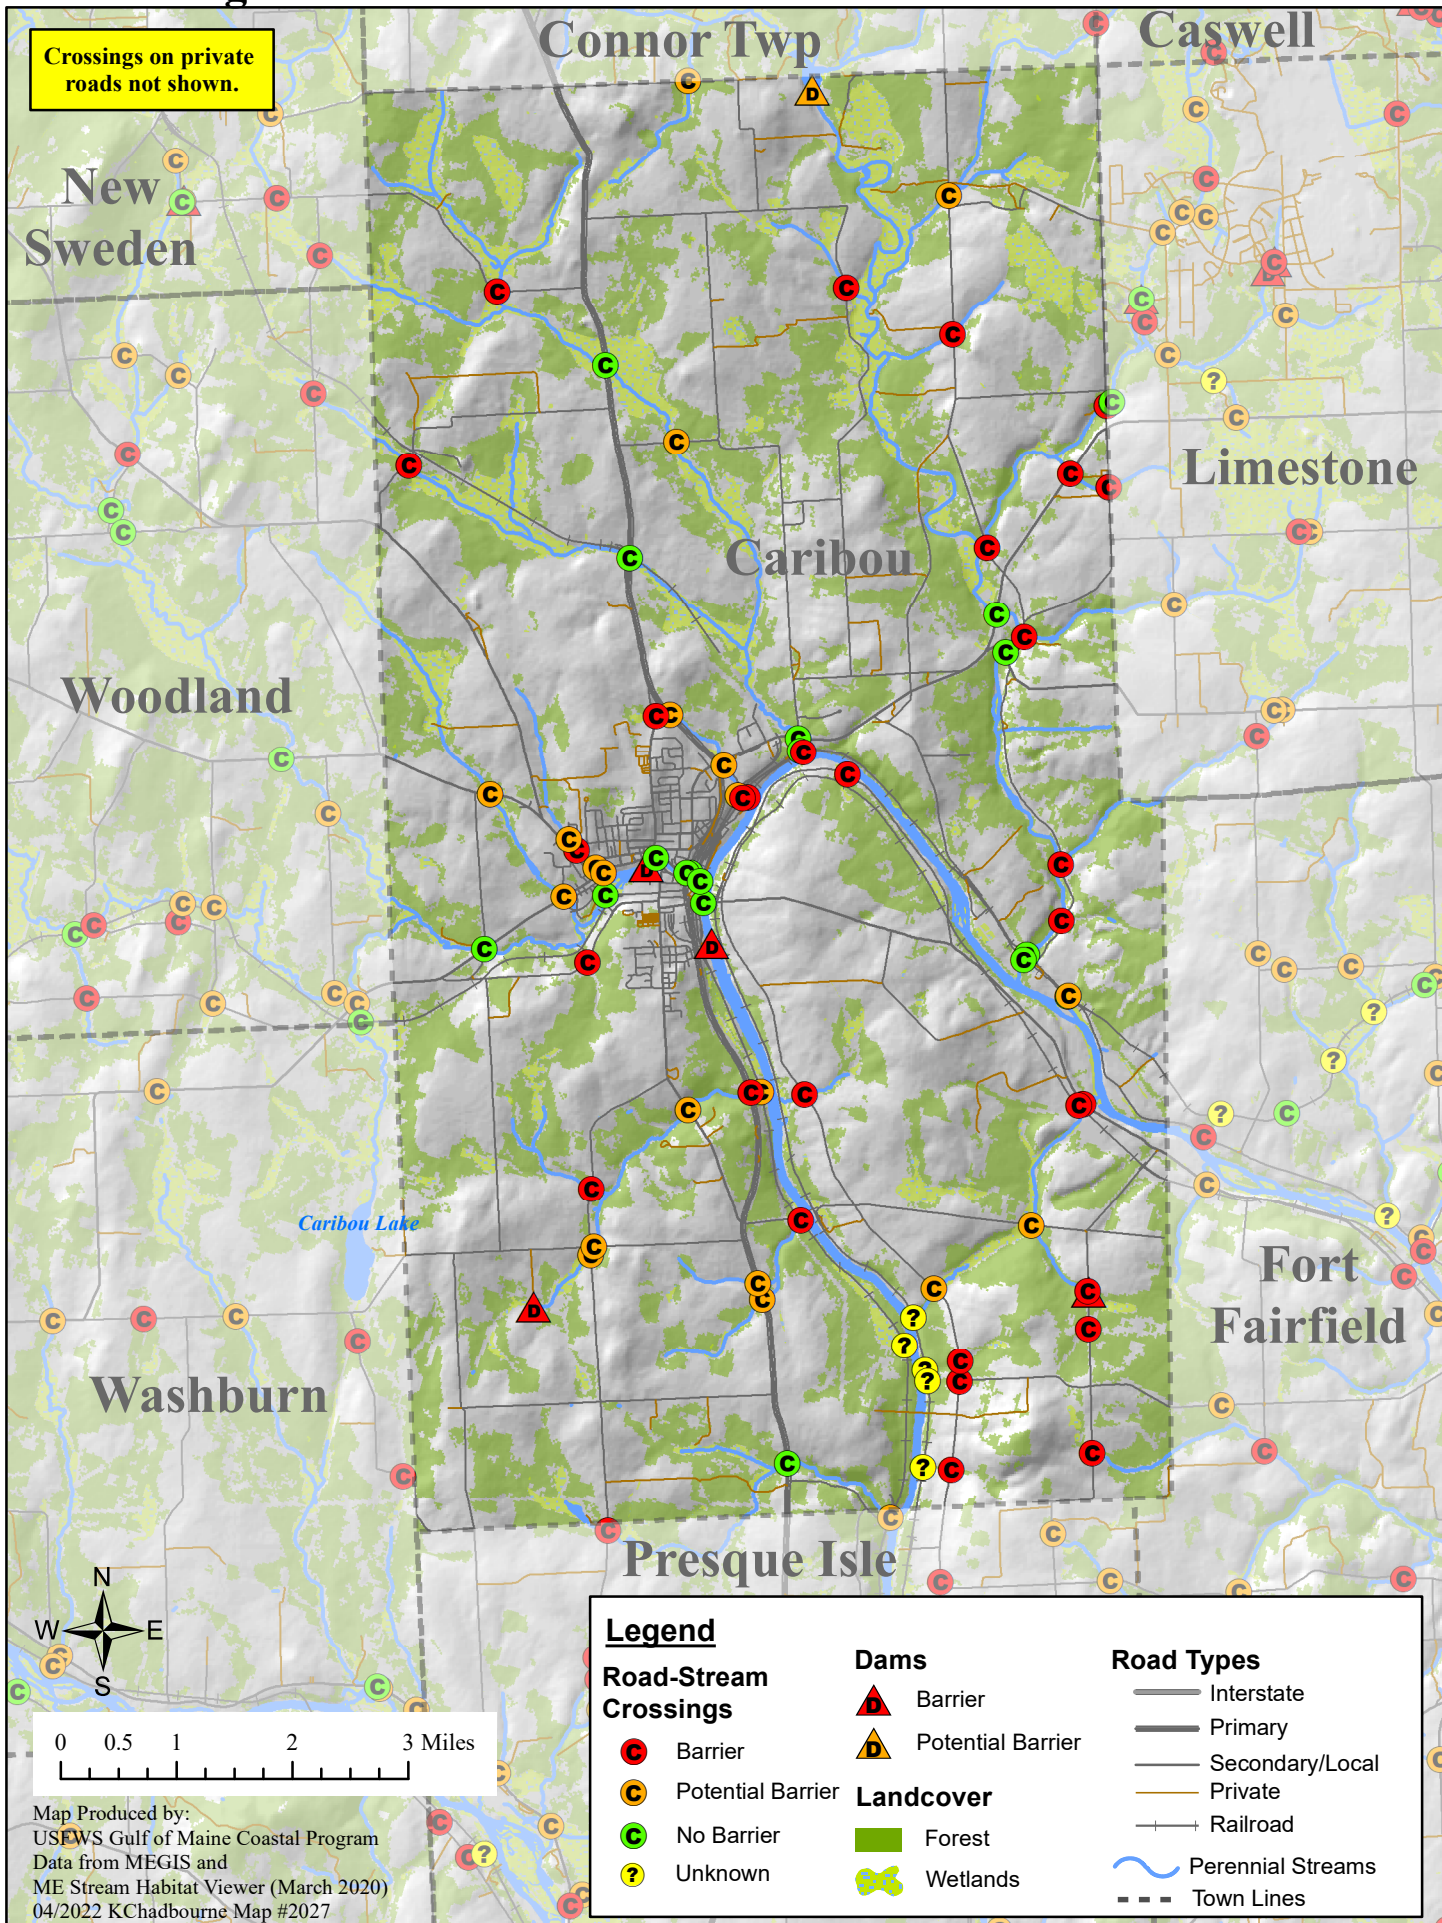 Crossings on private
roads not shown.
Connor Twp
Caswell
New
Sweden
Limestone
Caribou
Woodland
Caribou Lake
Fort
Fairfield
Washburn
Presque Isle
N
W E
S
0 0.5 1 2 3 Miles
Map Produced by:
USFWS Gulf of Maine Coastal Program
Data from MEGIS and
ME Stream Habitat Viewer (March 2020)
04/2022 KChadbourne Map #2027
Legend
Road-Stream
Crossings
C Barrier
C Potential Barrier
C No Barrier
? Unknown
Dams
D Barrier
D Potential Barrier
Landcover
Forest
Wetlands
Road Types
Interstate
Primary
Secondary/Local
Private
Railroad
Perennial Streams
Town Lines